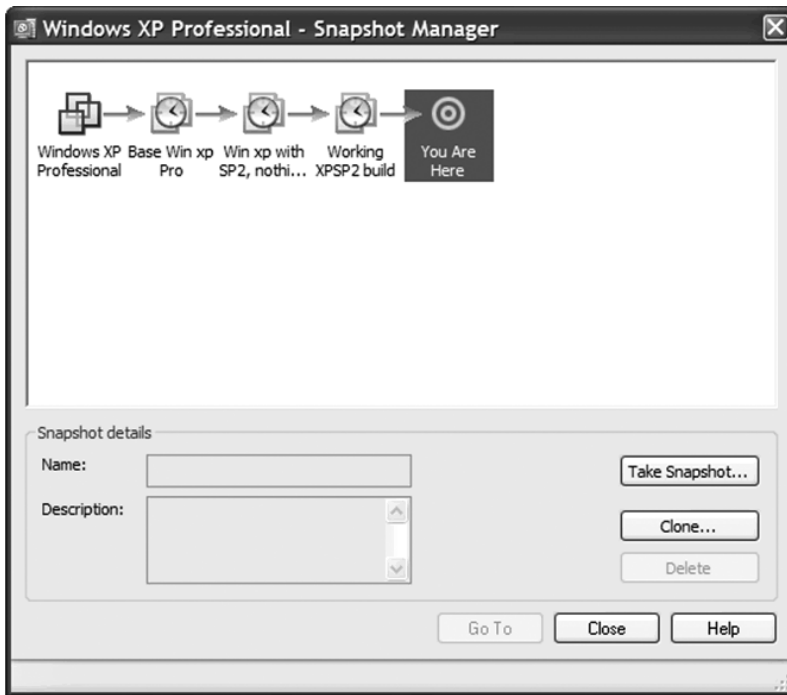 Windows XP Professional - Snapshot Manager
Windows XP Professional
Base Win xp Pro
Win xp with SP2, nothi...
Working XPSP2 build
You Are Here
Snapshot details
Name:
Take Snapshot...
Description:
Clone...
Delete
Go To
Close
Help